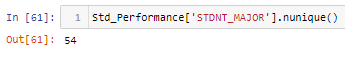 In [61]: 1 Std_Performance['STDNT_MAJOR'].nunique()
Out[61]: 54